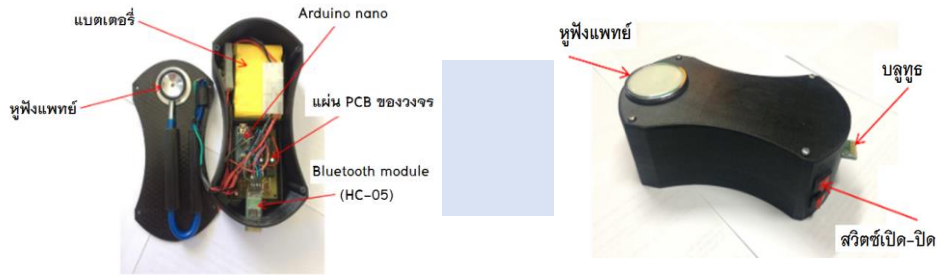 แบตเตอรี่
Arduino nano
หูฟังแพทย์
แผ่น PCB ของวงจร
Bluetooth module
(HC-05)
หูฟังแพทย์
บลูทูธ
สวิตซ์เปิด-ปิด